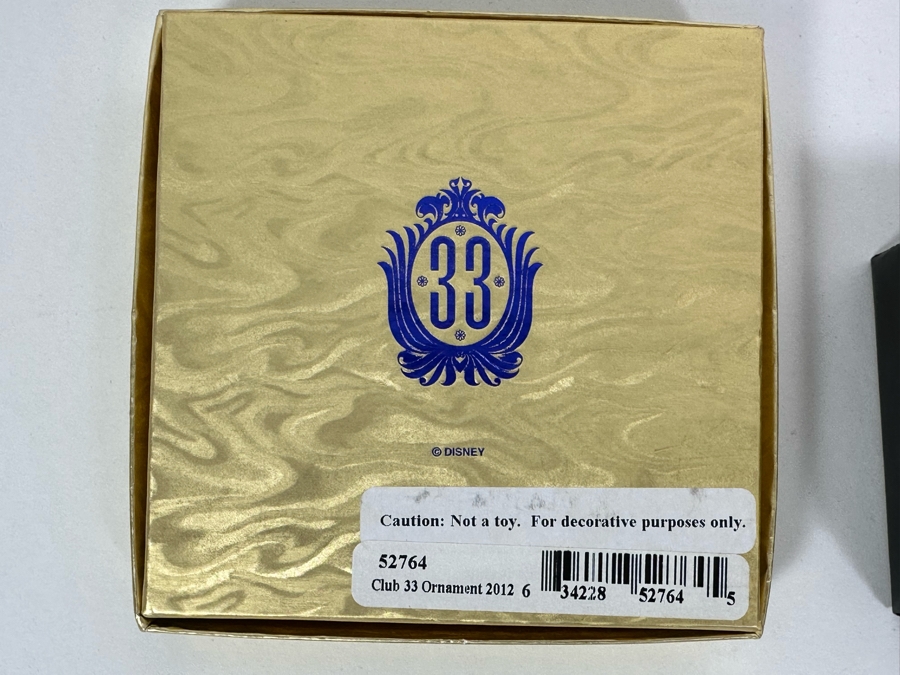 33
© DISNEY
Caution: Not a toy. For decorative purposes only.
52764
Club 33 Ornament 2012 6 34228 52764 5